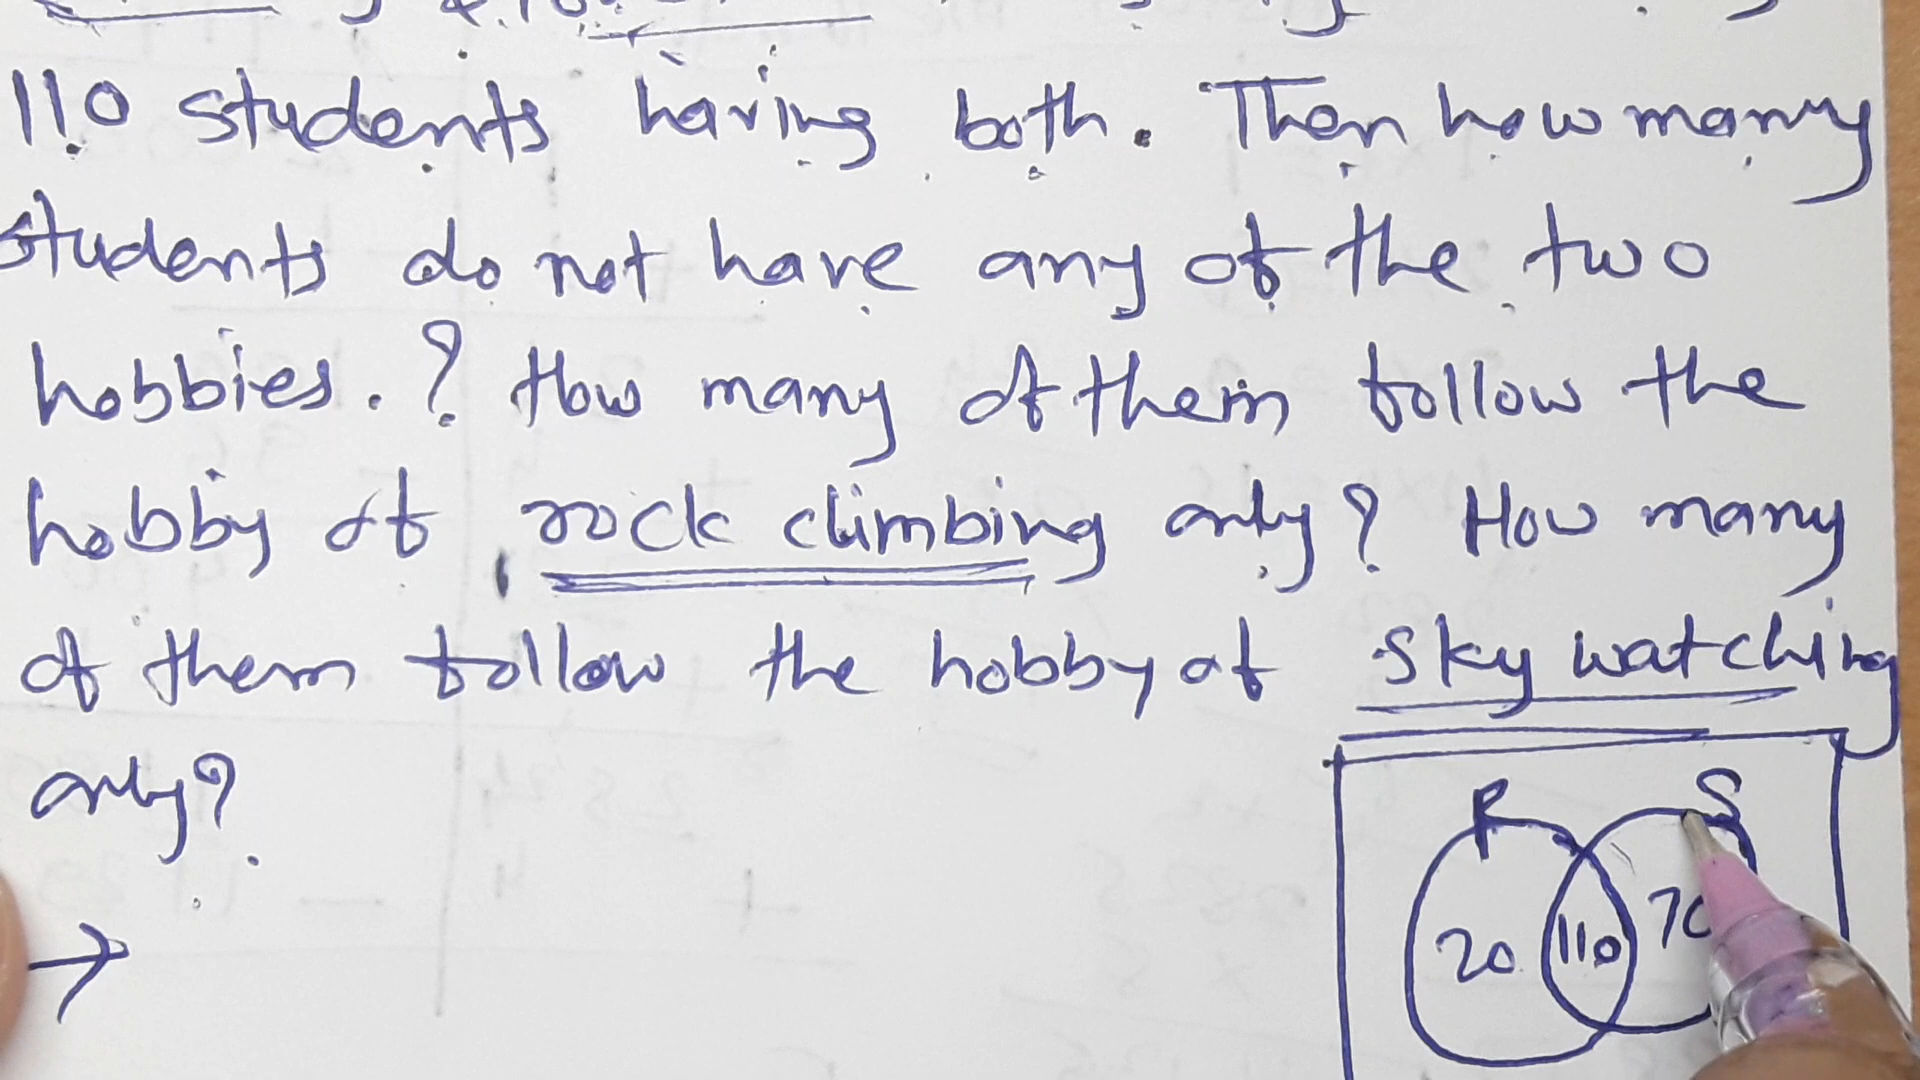 110 students having both. Then how many
students do not have any of the two
hobbies.? How many of them follow the
hobby of rock climbing only? How many
of them follow the hobby of sky watching
only?
R S
20 110 70